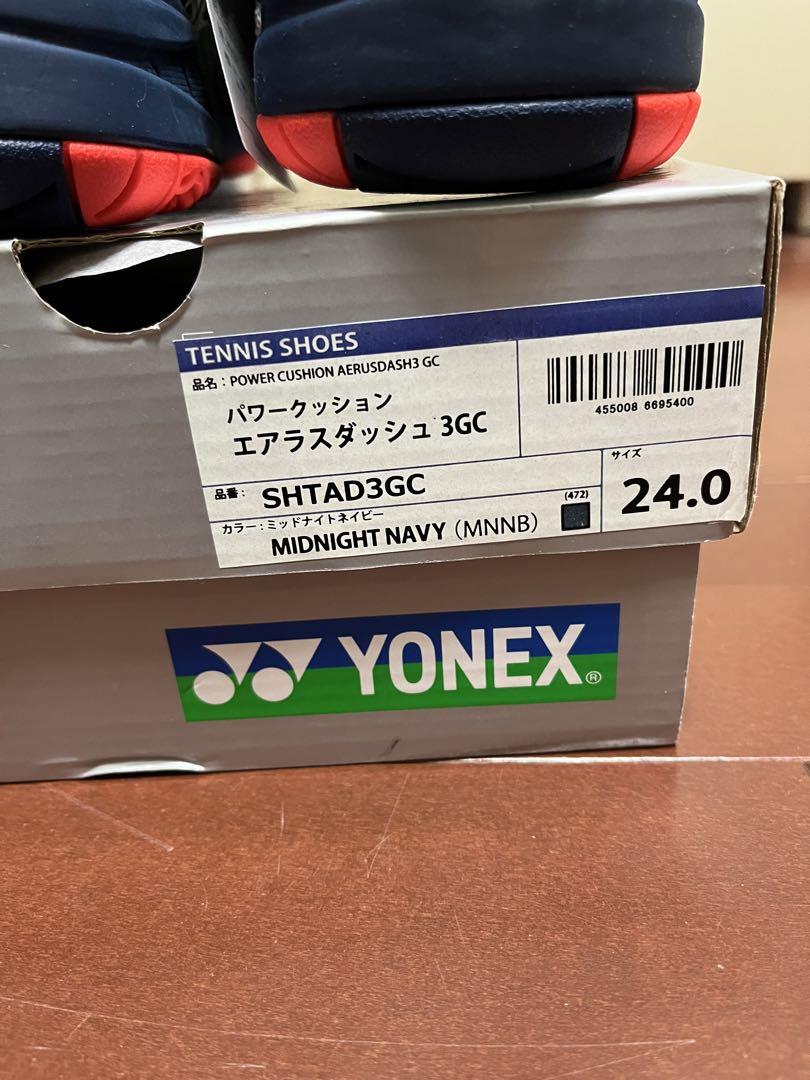 TENNIS SHOES
品名：POWER CUSHION AERUSDASH3 GC
パワークッション
エアラスダッシュ 3GC
455008 6695400
品番： SHTAD3GC
サイズ
24.0
カラー：ミッドナイトネイビー
(472)
MIDNIGHT NAVY (MNNB)
YONEX®